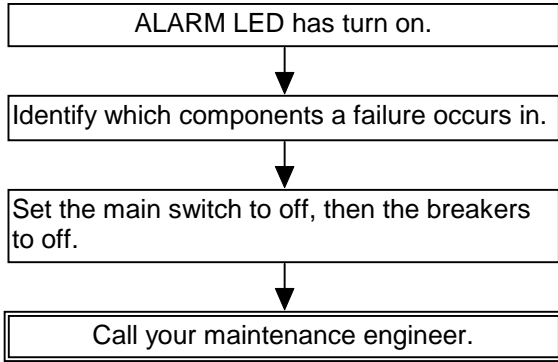 ALARM LED has turn on.
Identify which components a failure occurs in.
Set the main switch to off, then the breakers
to off.
Call your maintenance engineer.